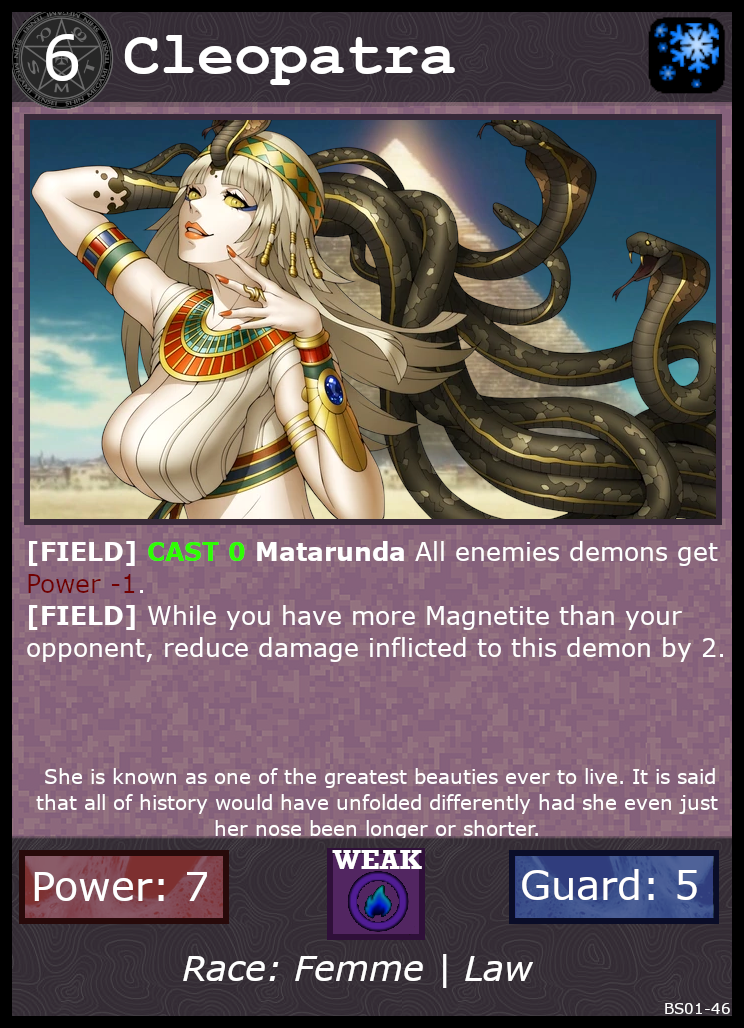 6 Cleopatra
[FIELD] CAST 0 Matarunda All enemies demons get
Power -1.
[FIELD] While you have more Magnetite than your
opponent, reduce damage inflicted to this demon by 2.
She is known as one of the greatest beauties ever to live. It is said
that all of history would have unfolded differently had she even just
her nose been longer or shorter.
Power: 7
WEAK
Guard: 5
Race: Femme | Law
BS01-46